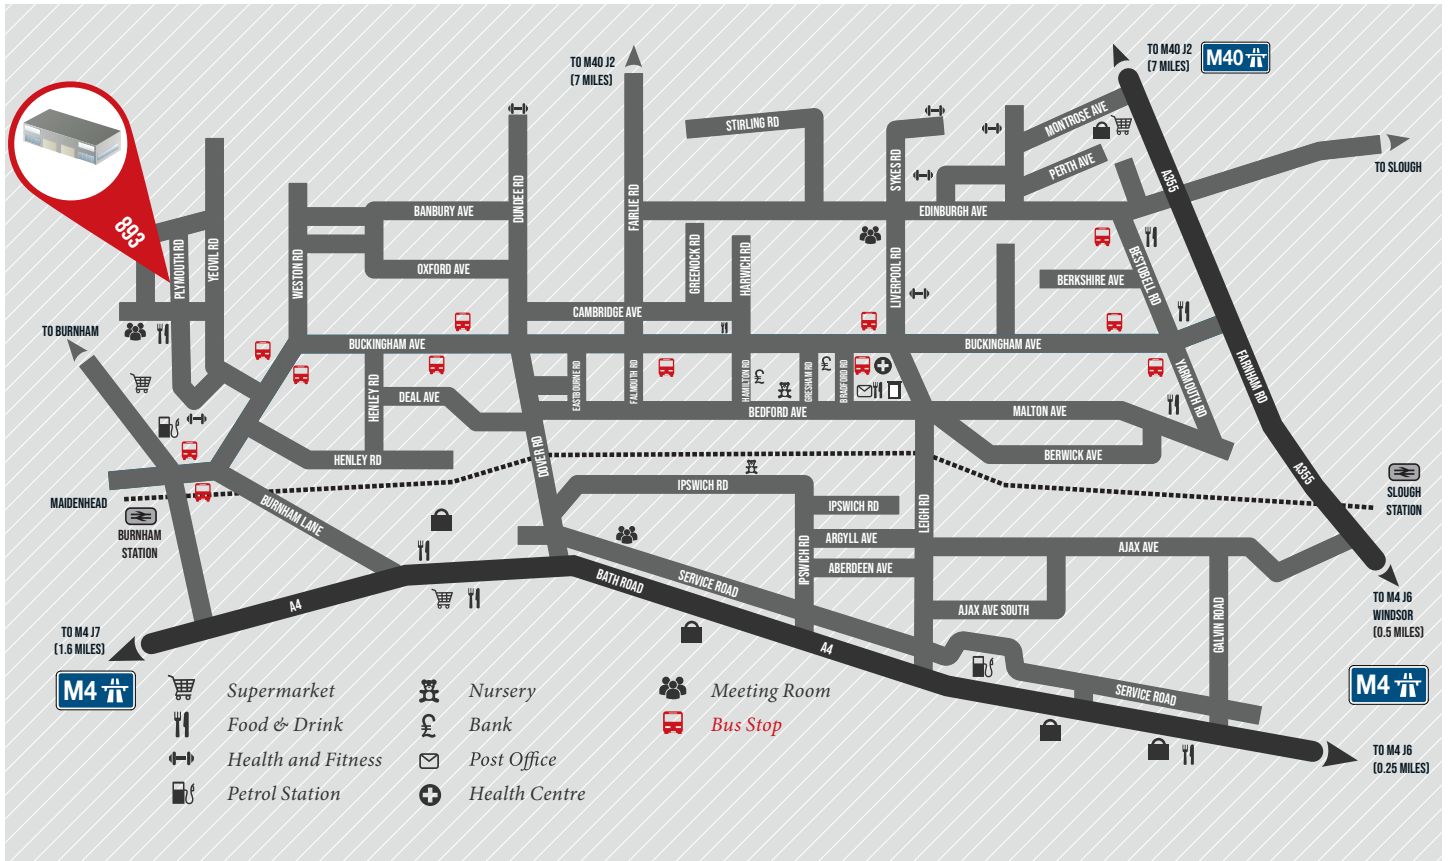 TO M40 J2
(7 MILES)
TO M40 J2
(7 MILES)
M40
TO SLOUGH
893
STIRLING RD
MONTROSE AVE
PERTH AVE
SYKES RD
A355
DUNDEE RD
FAIRLIE RD
BANBURY AVE
EDINBURGH AVE
PLYMOUTH RD
YEOVIL RD
WESTON RD
OXFORD AVE
GREENOCK RD
HARWICH RD
LIVERPOOL RD
BERKSHIRE AVE
BESTOBELL RD
CAMBRIDGE AVE
TO BURNHAM
BUCKINGHAM AVE
BUCKINGHAM AVE
FARNHAM RD
HENLEY RD
DEAL AVE
EASTBOURNE RD
FALMOUTH RD
HAMILTON RD
GRESHAM RD
BRADFORD RD
YARMOUTH RD
BEDFORD AVE
MALTON AVE
DOVER RD
HENLEY RD
BERWICK AVE
A355
MAIDENHEAD
BURNHAM
STATION
BURNHAM LANE
IPSWICH RD
IPSWICH RD
LEIGH RD
SLOUGH
STATION
ARGYLL AVE
AJAX AVE
IPSWICH RD
ABERDEEN AVE
BATH ROAD
SERVICE ROAD
AJAX AVE SOUTH
GALVIN ROAD
A4
A4
TO M4 J6
WINDSOR
(0.5 MILES)
TO M4 J7
(1.6 MILES)
M4
M4
SERVICE ROAD
TO M4 J6
(0.25 MILES)
Supermarket
Food & Drink
Health and Fitness
Petrol Station
Nursery
Bank
Post Office
Health Centre
Meeting Room
Bus Stop